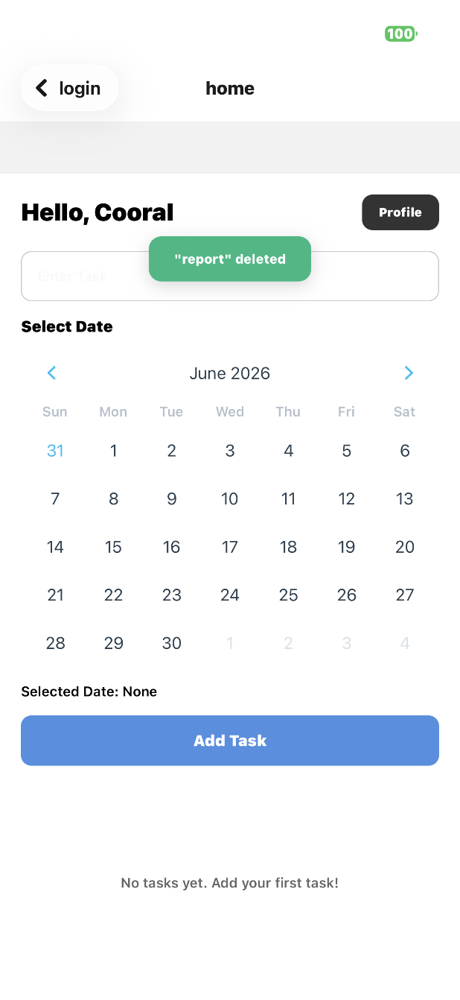 100
login
home
Hello, Cooral
Profile
"report" deleted
Enter Task
Select Date
June 2026
Sun Mon Tue Wed Thu Fri Sat
31 1 2 3 4 5 6
7 8 9 10 11 12 13
14 15 16 17 18 19 20
21 22 23 24 25 26 27
28 29 30 1 2 3 4
Selected Date: None
Add Task
No tasks yet. Add your first task!